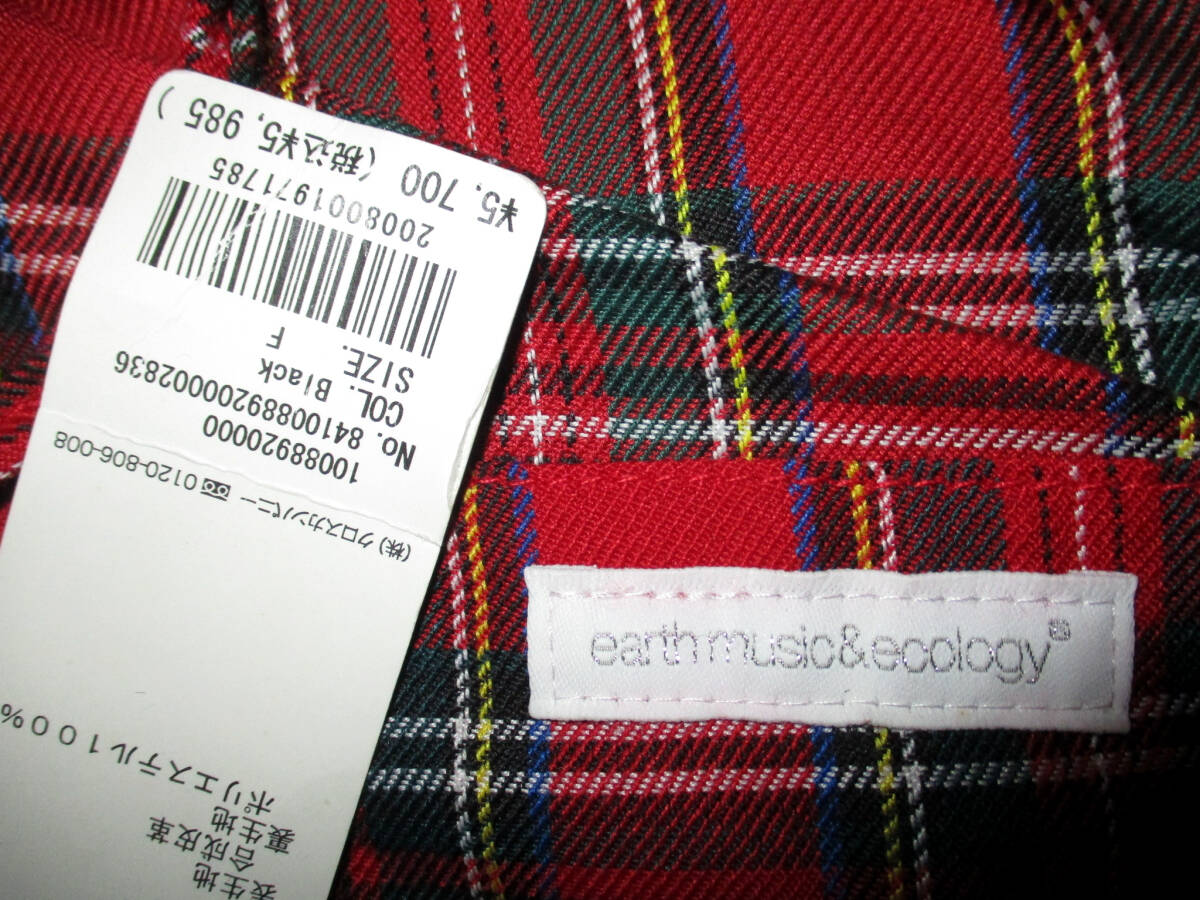 表生地
合成皮革
裏生地
ポリエステル100%
(株)クロスカンパニー 0120-806-008
10088920000
No. 84100889200002836
COL. Black
SIZE. F
2008001971785
¥5,700 (税込¥5,985 )
earth music&ecology